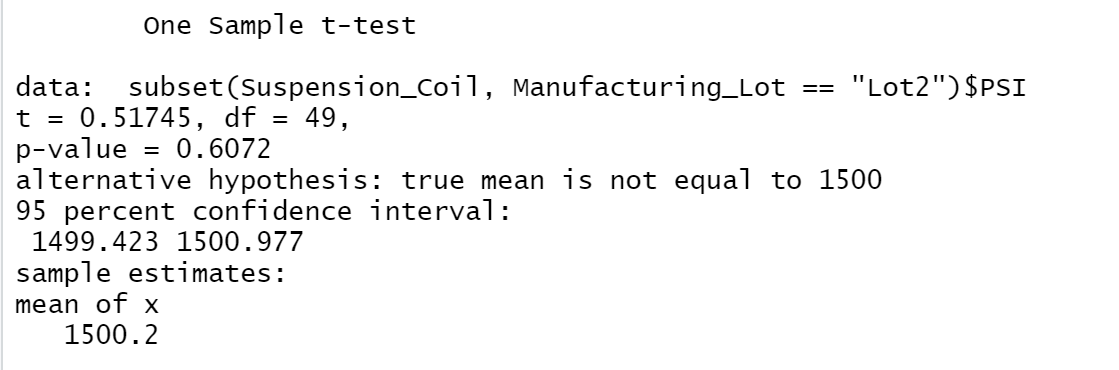 One Sample t-test
data:  subset(Suspension_Coil, Manufacturing_Lot == "Lot2")$PSI
t = 0.51745, df = 49,
p-value = 0.6072
alternative hypothesis: true mean is not equal to 1500
95 percent confidence interval:
1499.423 1500.977
sample estimates:
mean of x
1500.2